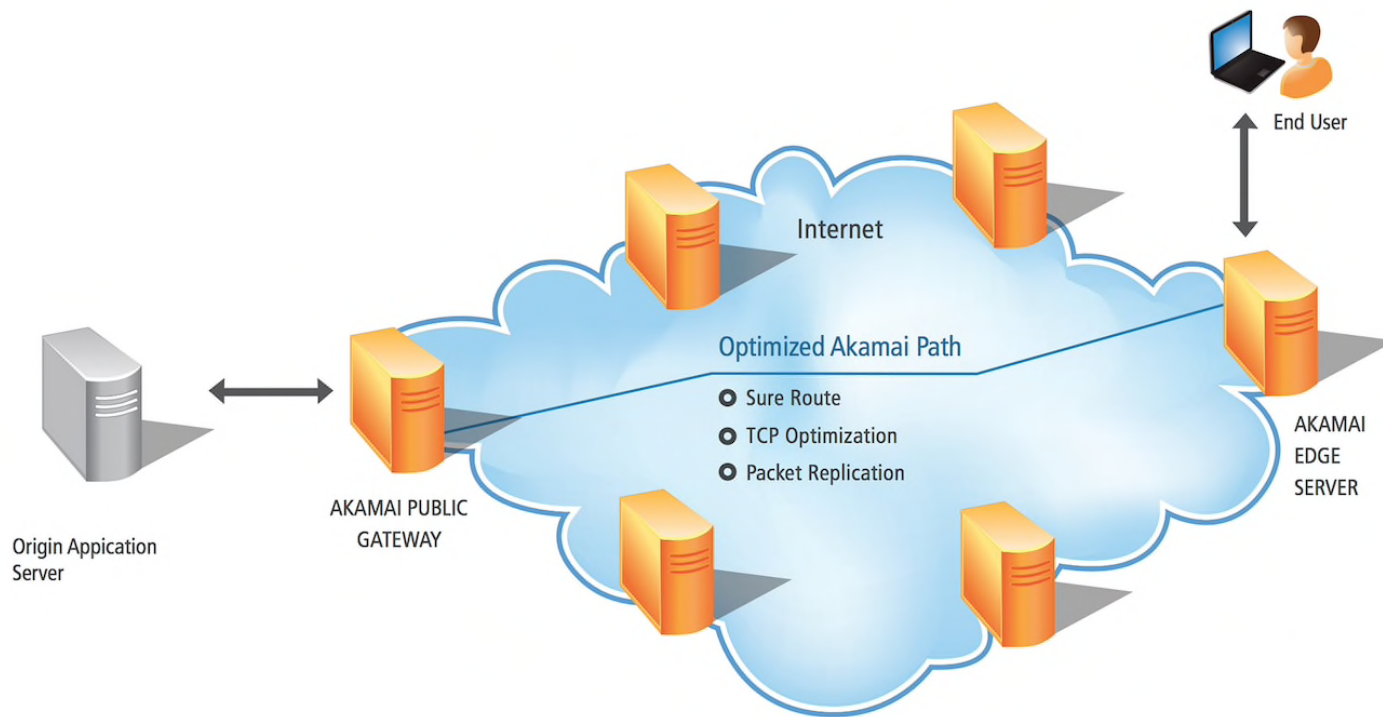 End User
Internet
Optimized Akamai Path
Sure Route
TCP Optimization
Packet Replication
AKAMAI PUBLIC
GATEWAY
AKAMAI
EDGE
SERVER
Origin Appication
Server